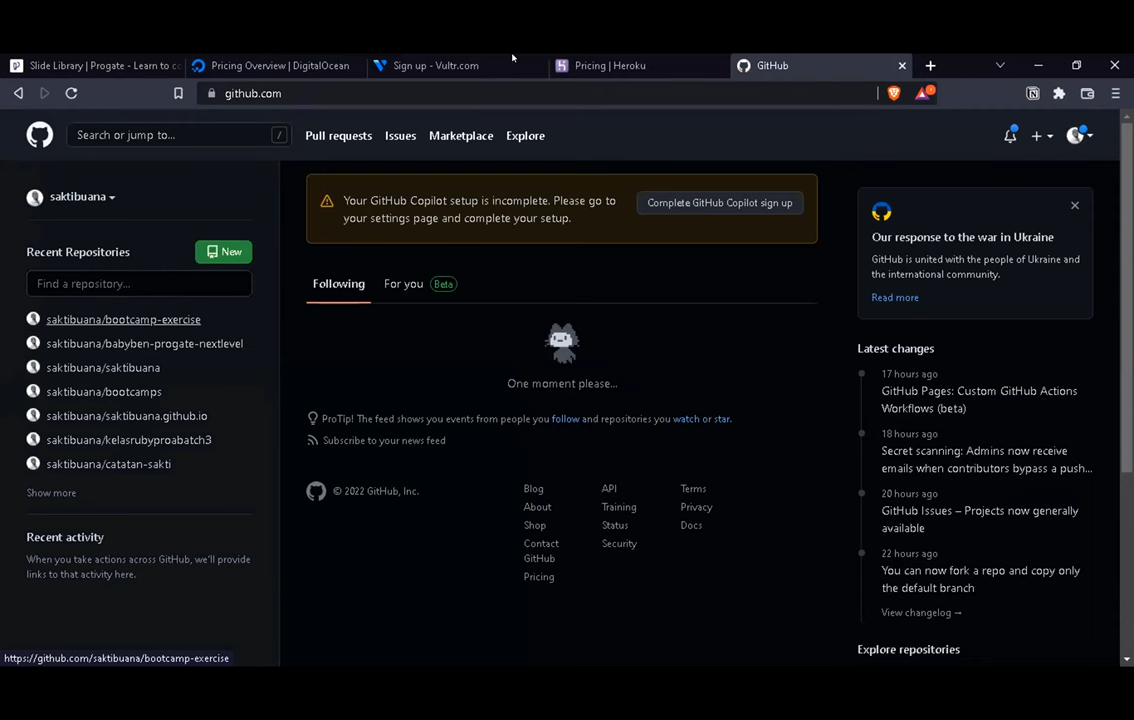 Slide Library | Progate - Learn to co
Pricing Overview | DigitalOcean
Sign up - Vultr.com
Pricing | Heroku
GitHub
github.com
Search or jump to...
/
Pull requests
Issues
Marketplace
Explore
saktibuana
Recent Repositories
New
Find a repository...
saktibuana/bootcamp-exercise
saktibuana/babyben-progate-nextlevel
saktibuana/saktibuana
saktibuana/bootcamps
saktibuana/saktibuana.github.io
saktibuana/kelasrubyproabatch3
saktibuana/catatan-sakti
Show more
Recent activity
When you take actions across GitHub, we'll provide
links to that activity here.
https://github.com/saktibuana/bootcamp-exercise
Your GitHub Copilot setup is incomplete. Please go to
your settings page and complete your setup.
Complete GitHub Copilot sign up
Following
For you
Beta
One moment please...
ProTip! The feed shows you events from people you follow and repositories you watch or star.
Subscribe to your news feed
© 2022 GitHub, Inc.
Blog
About
Shop
Contact
GitHub
Pricing
API
Training
Status
Security
Terms
Privacy
Docs
Our response to the war in Ukraine
GitHub is united with the people of Ukraine and
the international community.
Read more
Latest changes
17 hours ago
GitHub Pages: Custom GitHub Actions
Workflows (beta)
18 hours ago
Secret scanning: Admins now receive
emails when contributors bypass a push...
20 hours ago
GitHub Issues – Projects now generally
available
22 hours ago
You can now fork a repo and copy only
the default branch
View changelog →
Explore repositories